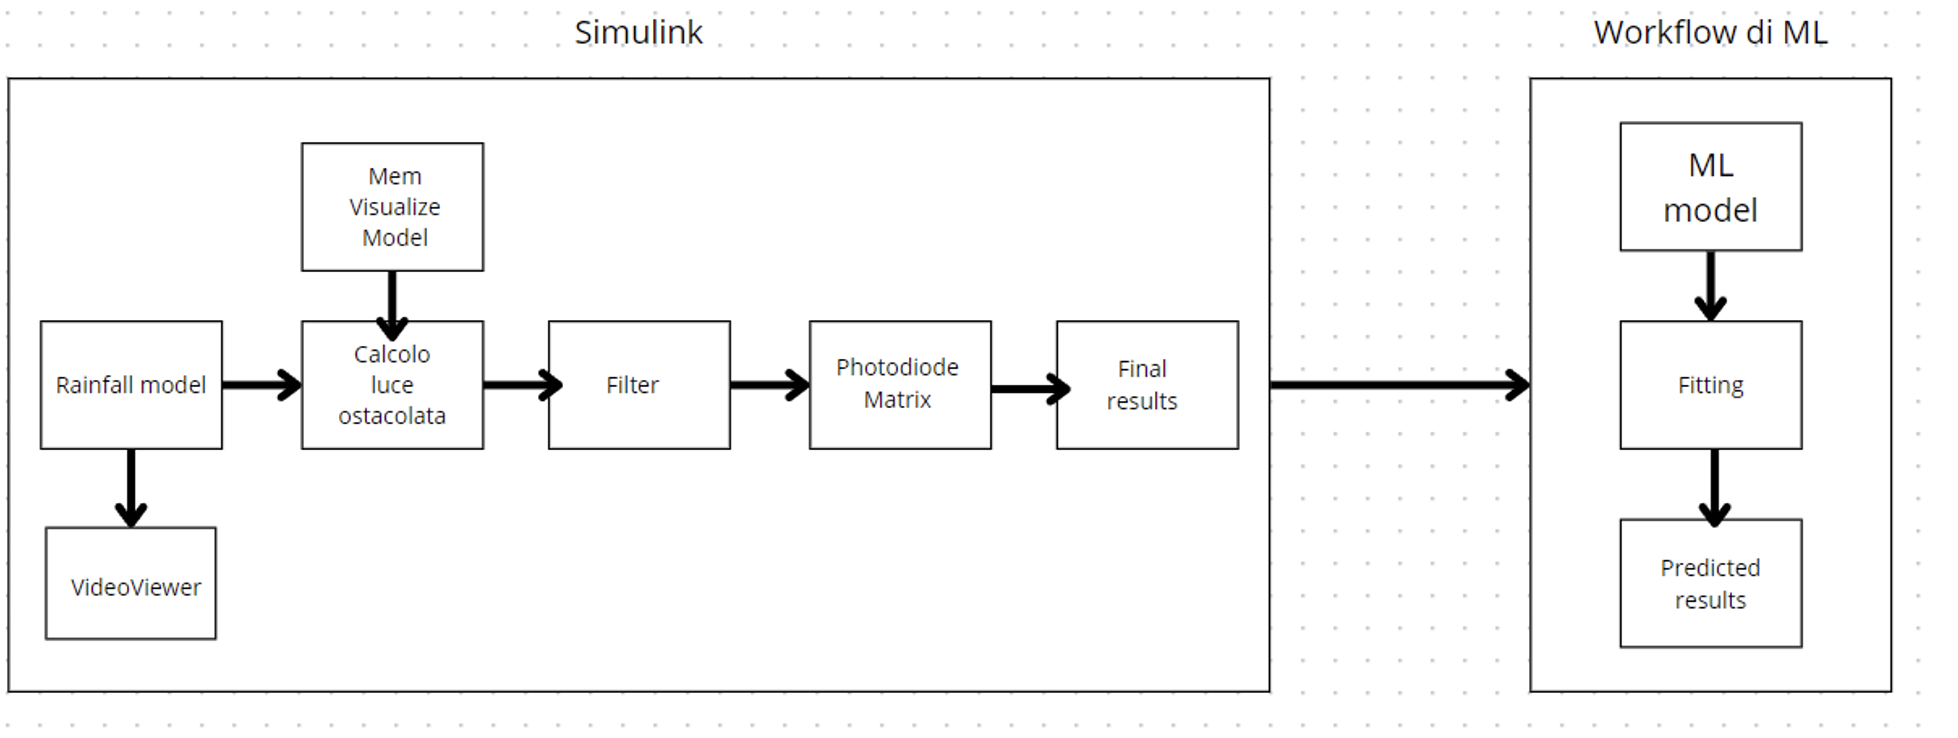 Simulink
Workflow di ML
Mem
Visualize
Model
Rainfall model
Calcolo
luce
ostacolata
Filter
Photodiode
Matrix
Final
results
VideoViewer
ML
model
Fitting
Predicted
results